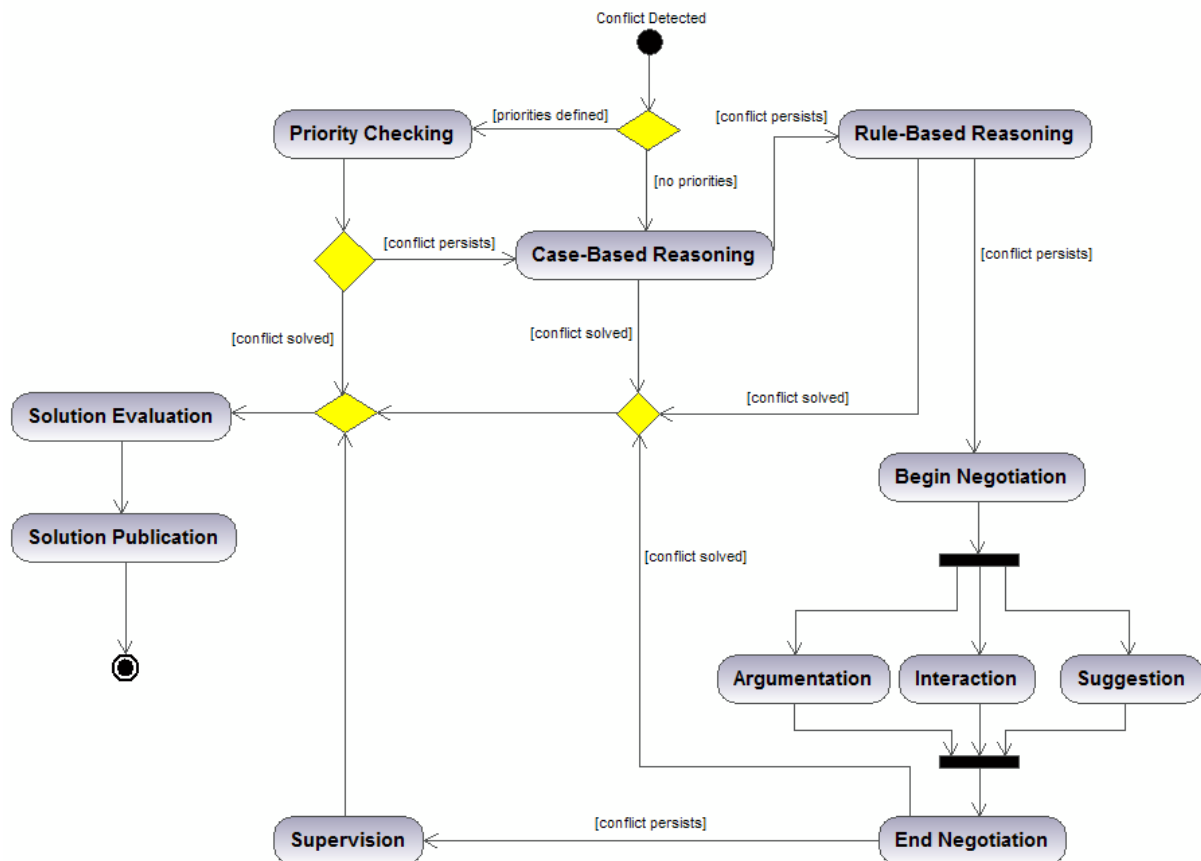 Conflict Detected
[priorities defined]
[conflict persists]
Priority Checking
Rule-Based Reasoning
[no priorities]
[conflict persists]
Case-Based Reasoning
[conflict persists]
[conflict solved]
[conflict solved]
[conflict solved]
Solution Evaluation
Begin Negotiation
Solution Publication
[conflict solved]
Argumentation
Interaction
Suggestion
[conflict persists]
Supervision
End Negotiation